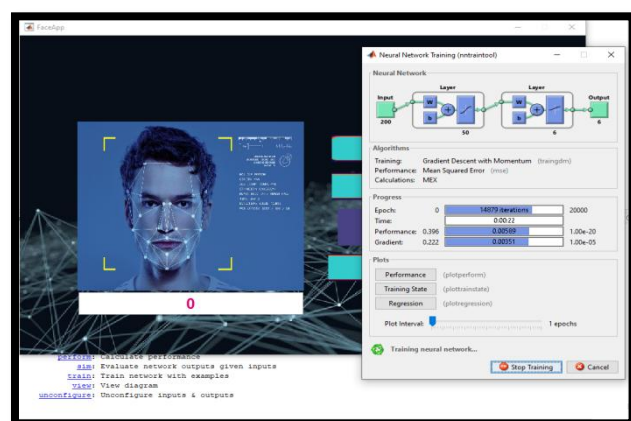 FaceApp
0
perform: Calculate performance
sim: Evaluate network outputs given inputs
train: Train network with examples
view: View diagram
unconfigure: Unconfigure inputs & outputs
Neural Network Training (nntraintool)
Neural Network
Layer Layer
Input Output
W W
b b
200 50 6 6
Algorithms
Training: Gradient Descent with Momentum (traingdm)
Performance: Mean Squared Error (mse)
Calculations: MEX
Progress
Epoch: 0 14879 iterations 20000
Time: 0:00:22
Performance: 0.396 0.00589 1.00e-20
Gradient: 0.222 0.00351 1.00e-05
Plots
Performance (plotperform)
Training State (plottrainstate)
Regression (plotregression)
Plot Interval: 1 epochs
Training neural network...
Stop Training Cancel